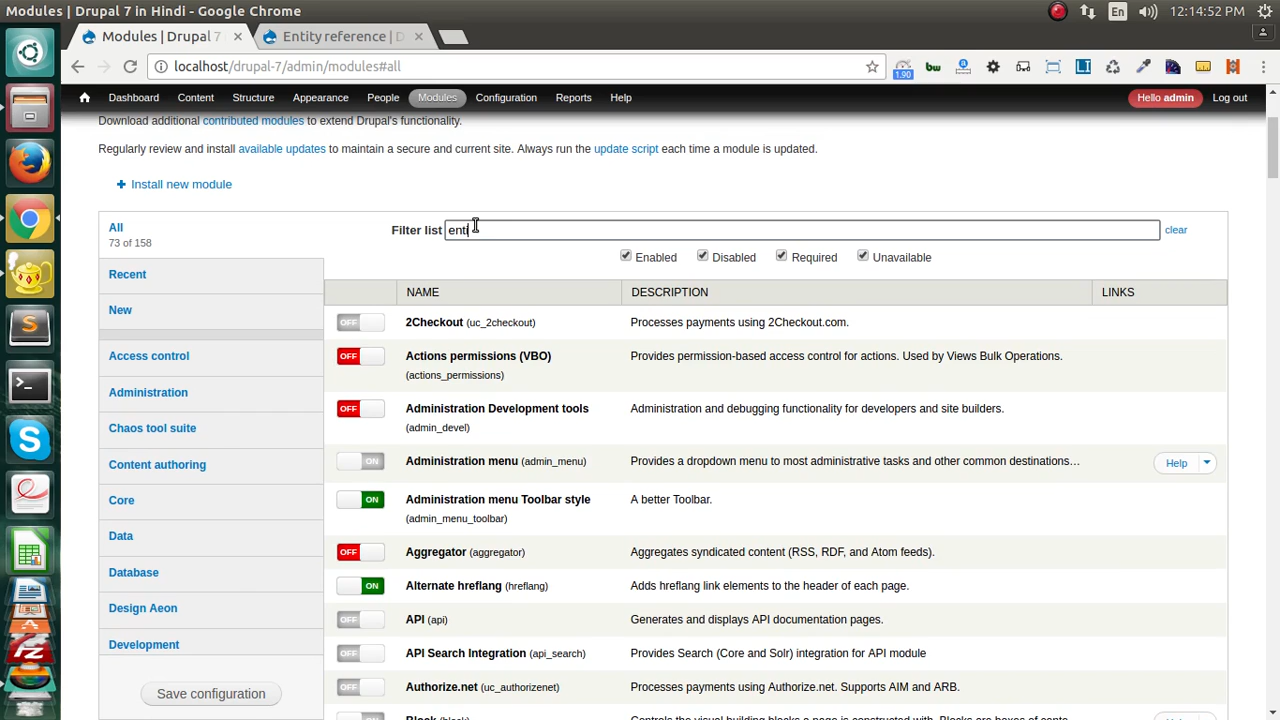 Modules | Drupal 7 in Hindi - Google Chrome
En 12:14:52 PM
Modules | Drupal 7 × Entity reference | D ×
localhost/drupal-7/admin/modules#all
1.90
bw
Dashboard Content Structure Appearance People Modules Configuration Reports Help Hello admin Log out
Download additional contributed modules to extend Drupal's functionality.
Regularly review and install available updates to maintain a secure and current site. Always run the update script each time a module is updated.
+ Install new module
All
73 of 158
Recent
New
Access control
Administration
Chaos tool suite
Content authoring
Core
Data
Database
Design Aeon
Development
Save configuration
Filter list enti clear
Enabled Disabled Required Unavailable
NAME DESCRIPTION LINKS
OFF 2Checkout (uc_2checkout) Processes payments using 2Checkout.com.
OFF Actions permissions (VBO) Provides permission-based access control for actions. Used by Views Bulk Operations.
(actions_permissions)
OFF Administration Development tools Administration and debugging functionality for developers and site builders.
(admin_devel)
ON Administration menu (admin_menu) Provides a dropdown menu to most administrative tasks and other common destinations… Help
ON Administration menu Toolbar style A better Toolbar.
(admin_menu_toolbar)
OFF Aggregator (aggregator) Aggregates syndicated content (RSS, RDF, and Atom feeds).
ON Alternate hreflang (hreflang) Adds hreflang link elements to the header of each page.
OFF API (api) Generates and displays API documentation pages.
OFF API Search Integration (api_search) Provides Search (Core and Solr) integration for API module
OFF Authorize.net (uc_authorizenet) Processes payments using Authorize.net. Supports AIM and ARB.